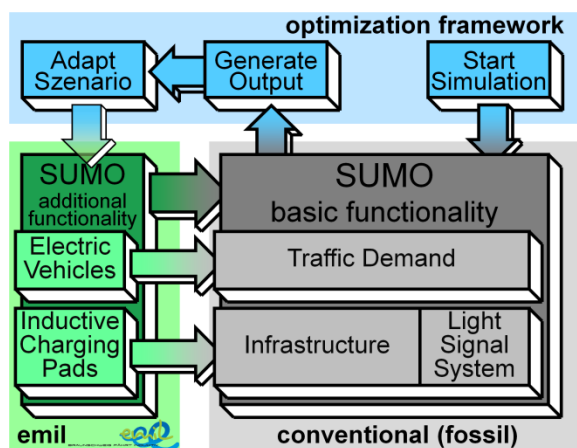 optimization framework
Adapt
Szenario
Generate
Output
Start
Simulation
SUMO
additional
functionality
SUMO
basic functionality
Electric
Vehicles
Traffic Demand
Inductive
Charging
Pads
Infrastructure
Light
Signal
System
emil
conventional (fossil)